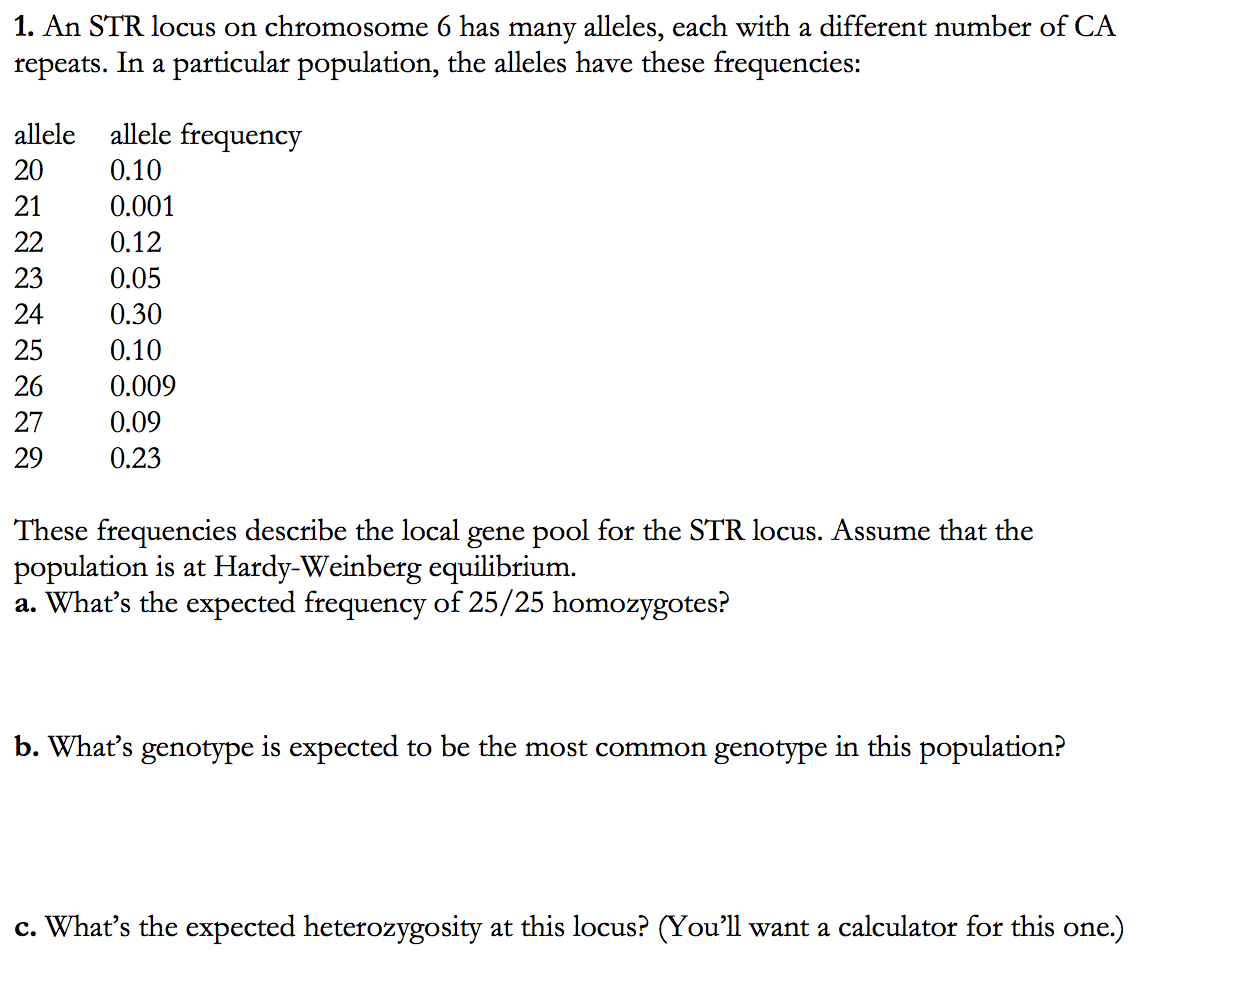 1. An STR locus on chromosome 6 has many alleles, each with a different number of CA
repeats. In a particular population, the alleles have these frequencies:
allele allele frequency
20 0.10
21 0.001
22 0.12
23 0.05
24 0.30
25 0.10
26 0.009
27 0.09
29 0.23
These frequencies describe the local gene pool for the STR locus. Assume that the
population is at Hardy-Weinberg equilibrium.
a. What’s the expected frequency of 25/25 homozygotes?
b. What’s genotype is expected to be the most common genotype in this population?
c. What’s the expected heterozygosity at this locus? (You’ll want a calculator for this one.)